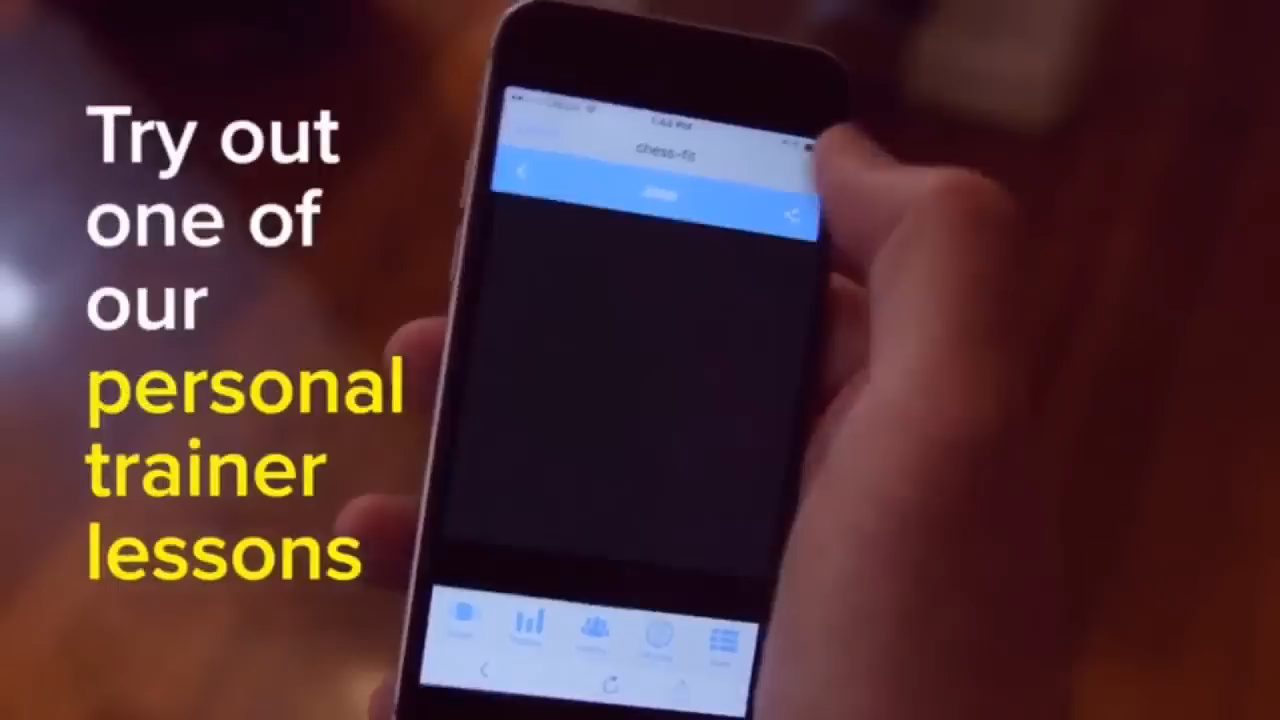 Try out
one of
our
personal
trainer
lessons
chess-fit